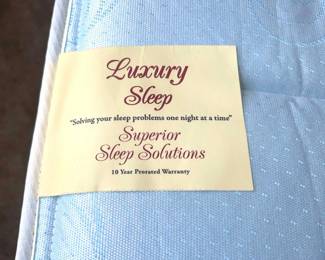 Luxury
Sleep
"Solving your sleep problems one night at a time"
Superior
Sleep Solutions
10 Year Prorated Warranty